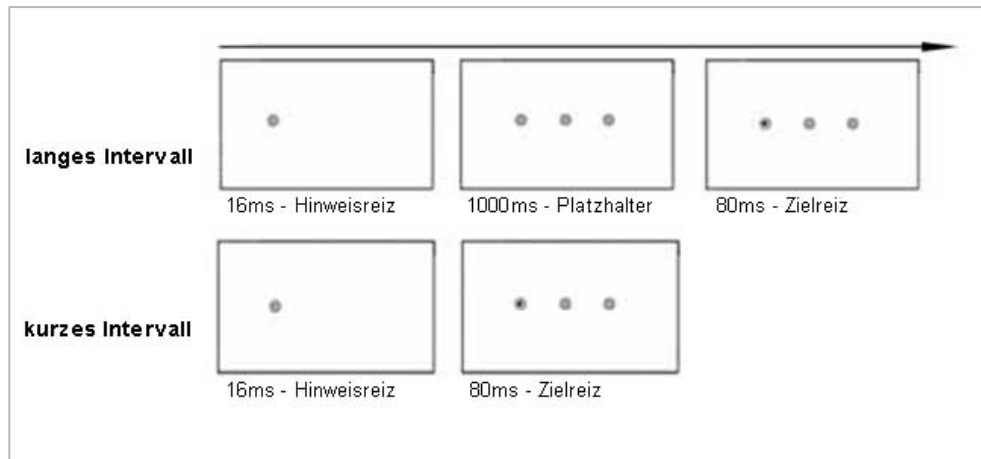 langes Intervall
16ms - Hinweisreiz
1000ms - Platzhalter
80ms - Zielreiz
kurzes Intervall
16ms - Hinweisreiz
80ms - Zielreiz